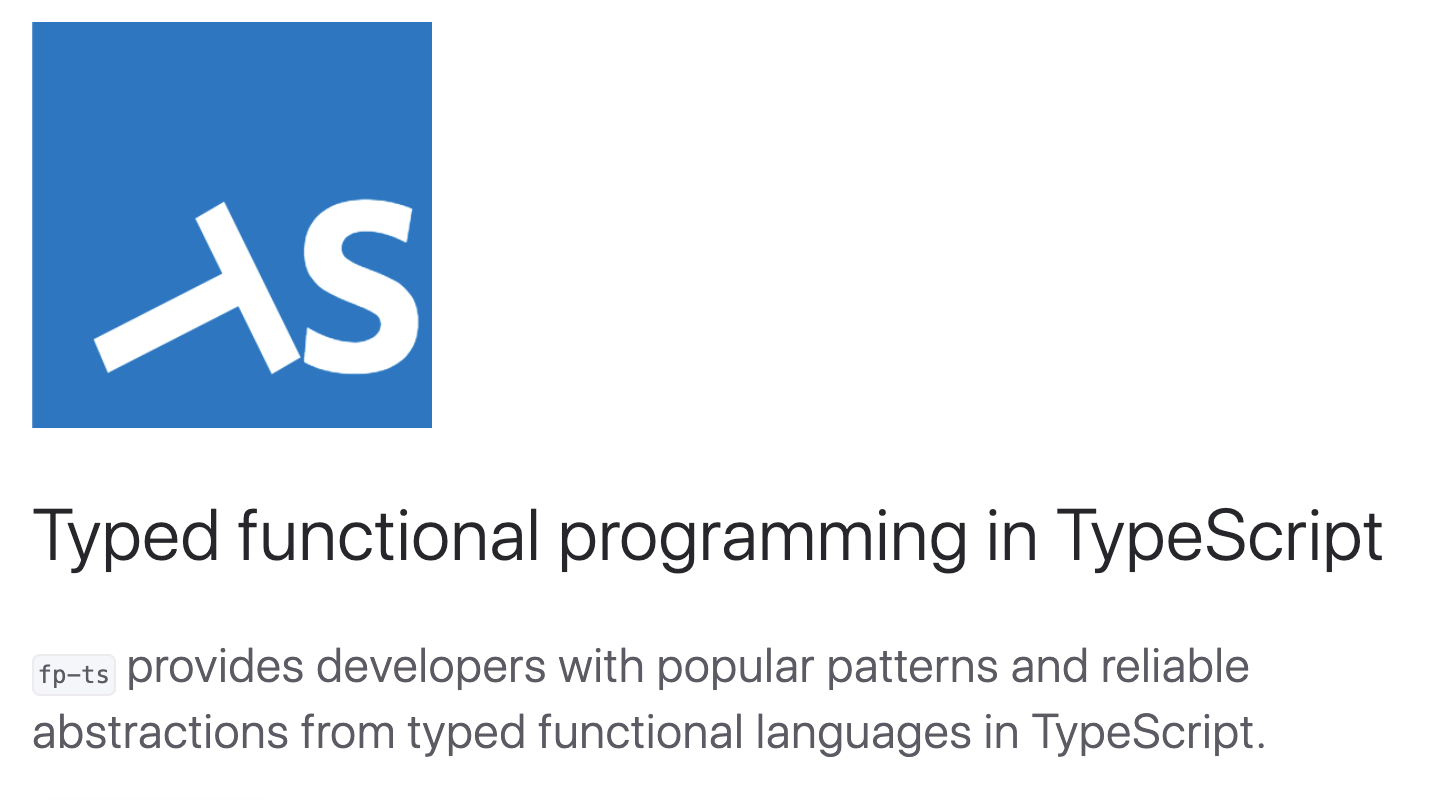 TS
Typed functional programming in TypeScript
fp-ts provides developers with popular patterns and reliable
abstractions from typed functional languages in TypeScript.